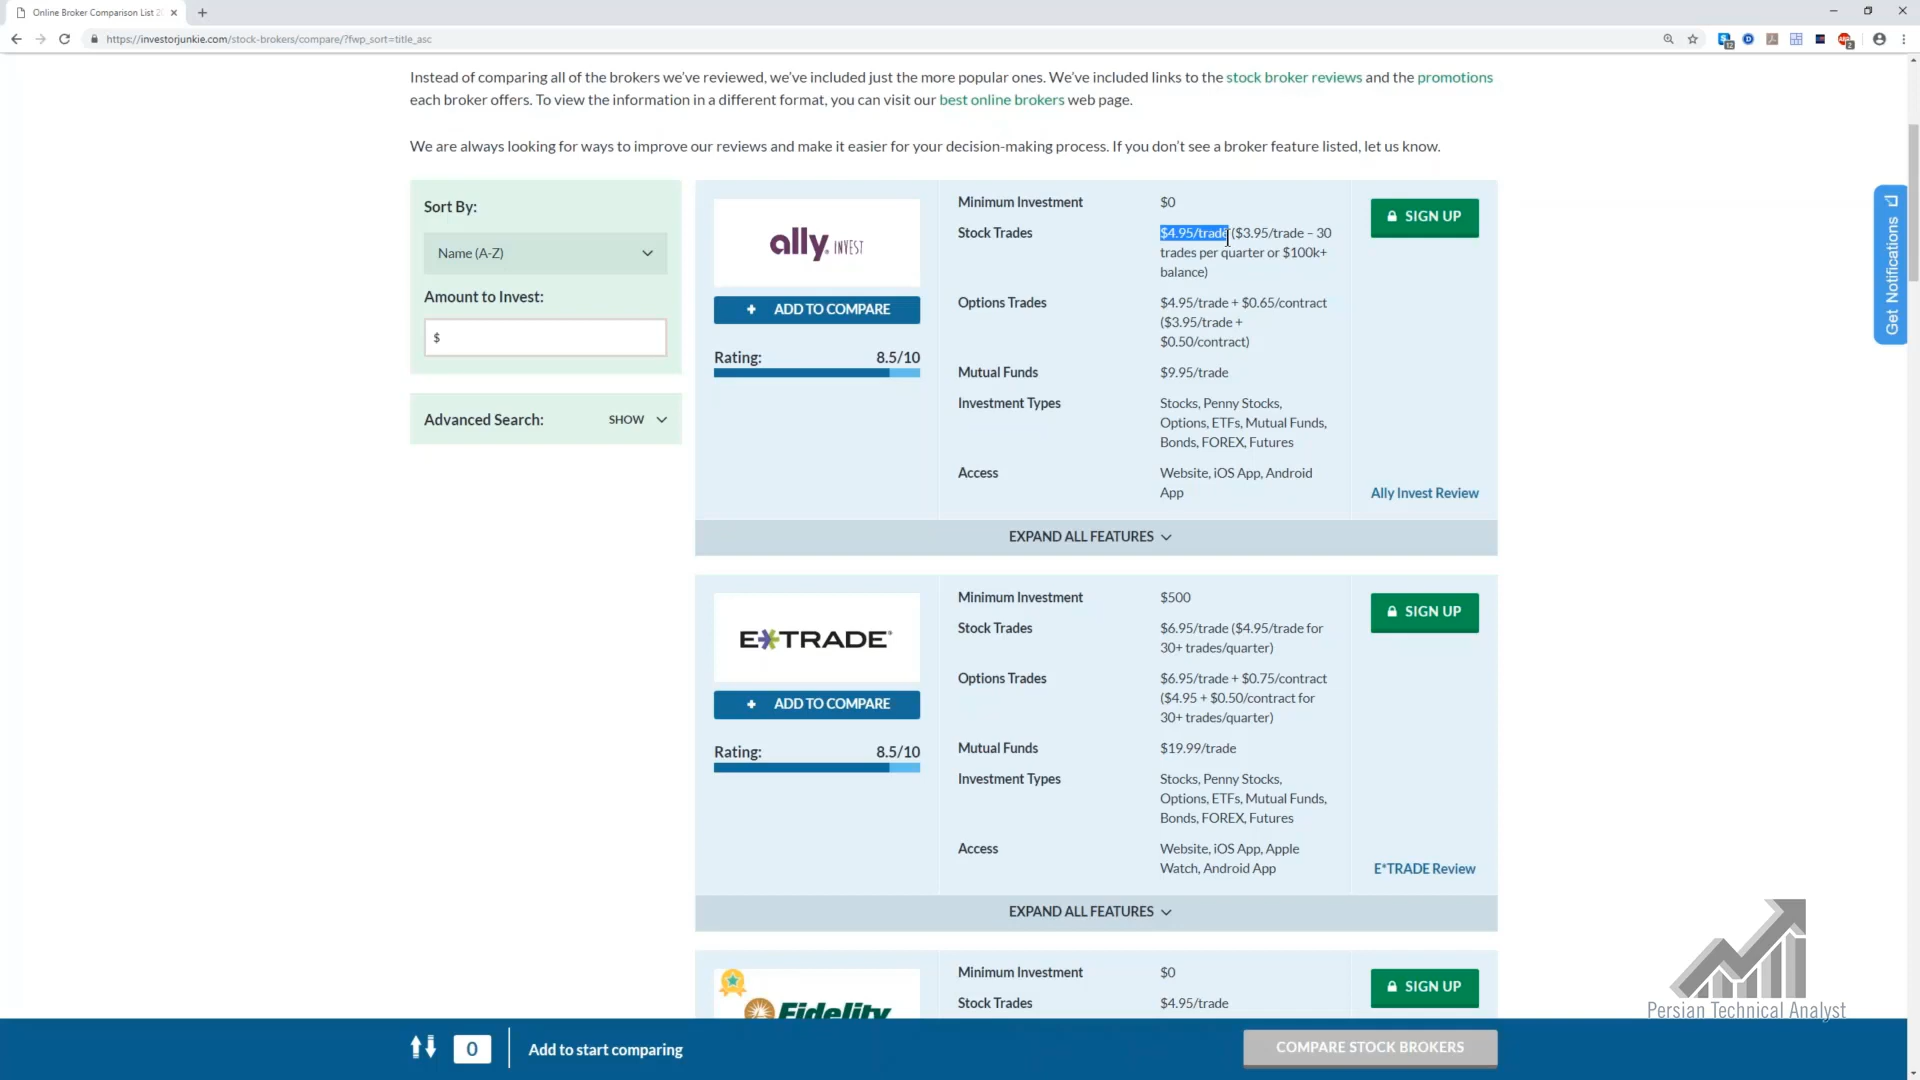 Online Broker Comparison List 2
https://investorjunkie.com/stock-brokers/compare/?fwp_sort=title_asc
12
2
Instead of comparing all of the brokers we've reviewed, we've included just the more popular ones. We've included links to the stock broker reviews and the promotions
each broker offers. To view the information in a different format, you can visit our best online brokers web page.
We are always looking for ways to improve our reviews and make it easier for your decision-making process. If you don't see a broker feature listed, let us know.
Sort By:
Name (A-Z)
Amount to Invest:
$
Advanced Search: SHOW
ally INVEST
+ ADD TO COMPARE
Rating: 8.5/10
Minimum Investment $0
Stock Trades $4.95/trade ($3.95/trade – 30
trades per quarter or $100k+
balance)
Options Trades $4.95/trade + $0.65/contract
($3.95/trade +
$0.50/contract)
Mutual Funds $9.95/trade
Investment Types Stocks, Penny Stocks,
Options, ETFs, Mutual Funds,
Bonds, FOREX, Futures
Access Website, iOS App, Android
App
SIGN UP
Ally Invest Review
EXPAND ALL FEATURES
E*TRADE
+ ADD TO COMPARE
Rating: 8.5/10
Minimum Investment $500
Stock Trades $6.95/trade ($4.95/trade for
30+ trades/quarter)
Options Trades $6.95/trade + $0.75/contract
($4.95 + $0.50/contract for
30+ trades/quarter)
Mutual Funds $19.99/trade
Investment Types Stocks, Penny Stocks,
Options, ETFs, Mutual Funds,
Bonds, FOREX, Futures
Access Website, iOS App, Apple
Watch, Android App
SIGN UP
E*TRADE Review
EXPAND ALL FEATURES
Fidelity
Minimum Investment $0
Stock Trades $4.95/trade
SIGN UP
Get Notifications
Persian Technical Analyst
0 Add to start comparing
COMPARE STOCK BROKERS